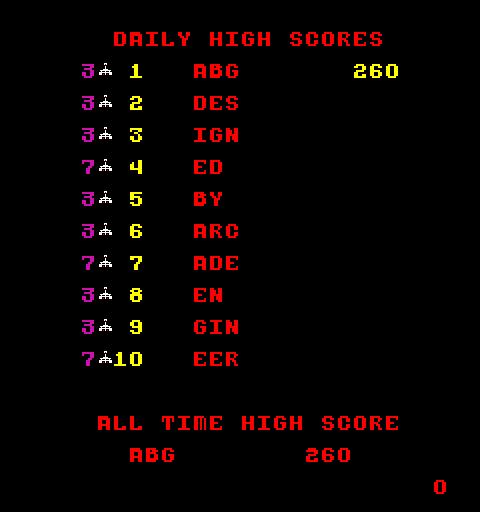 DAILY HIGH SCORES
3 1 ABG 260
3 2 DES
3 3 IGN
7 4 ED
3 5 BY
3 6 ARC
7 7 ADE
3 8 EN
3 9 GIN
7 10 EER
ALL TIME HIGH SCORE
ABG 260
0